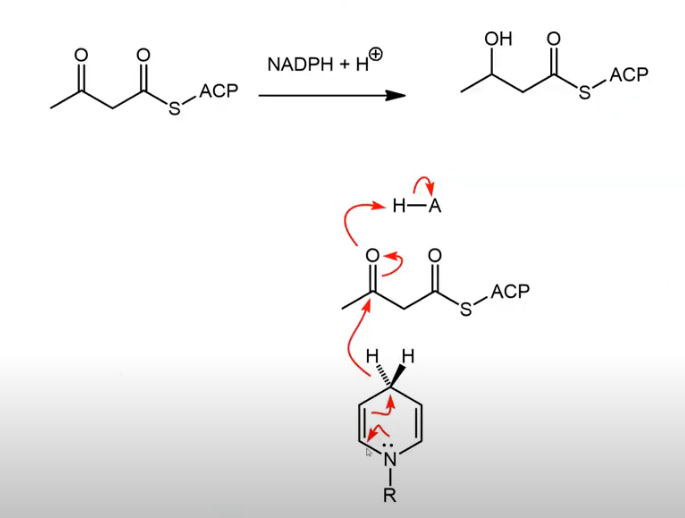 O O S ACP
NADPH + H⊕
OH O S ACP
H—A
O O S ACP
H H
N
R